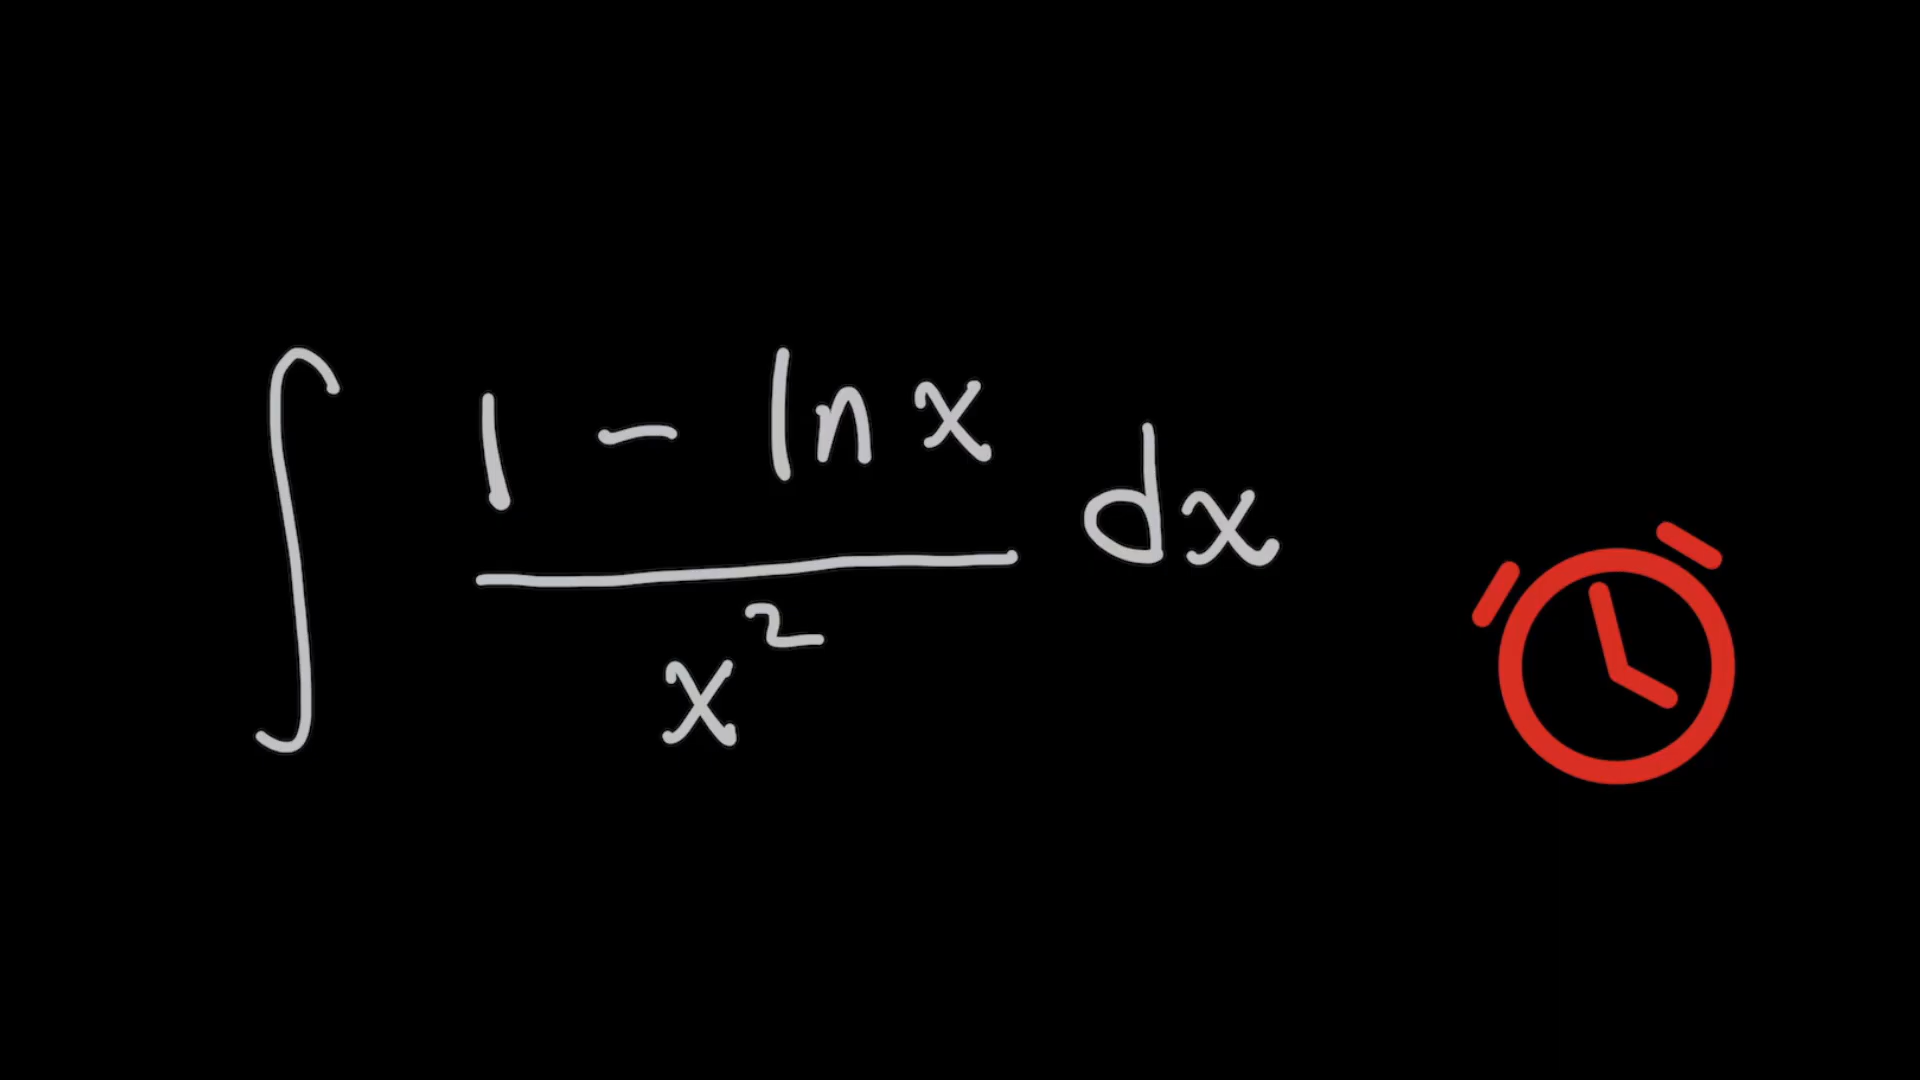 ∫ (1 - ln x) / x² dx